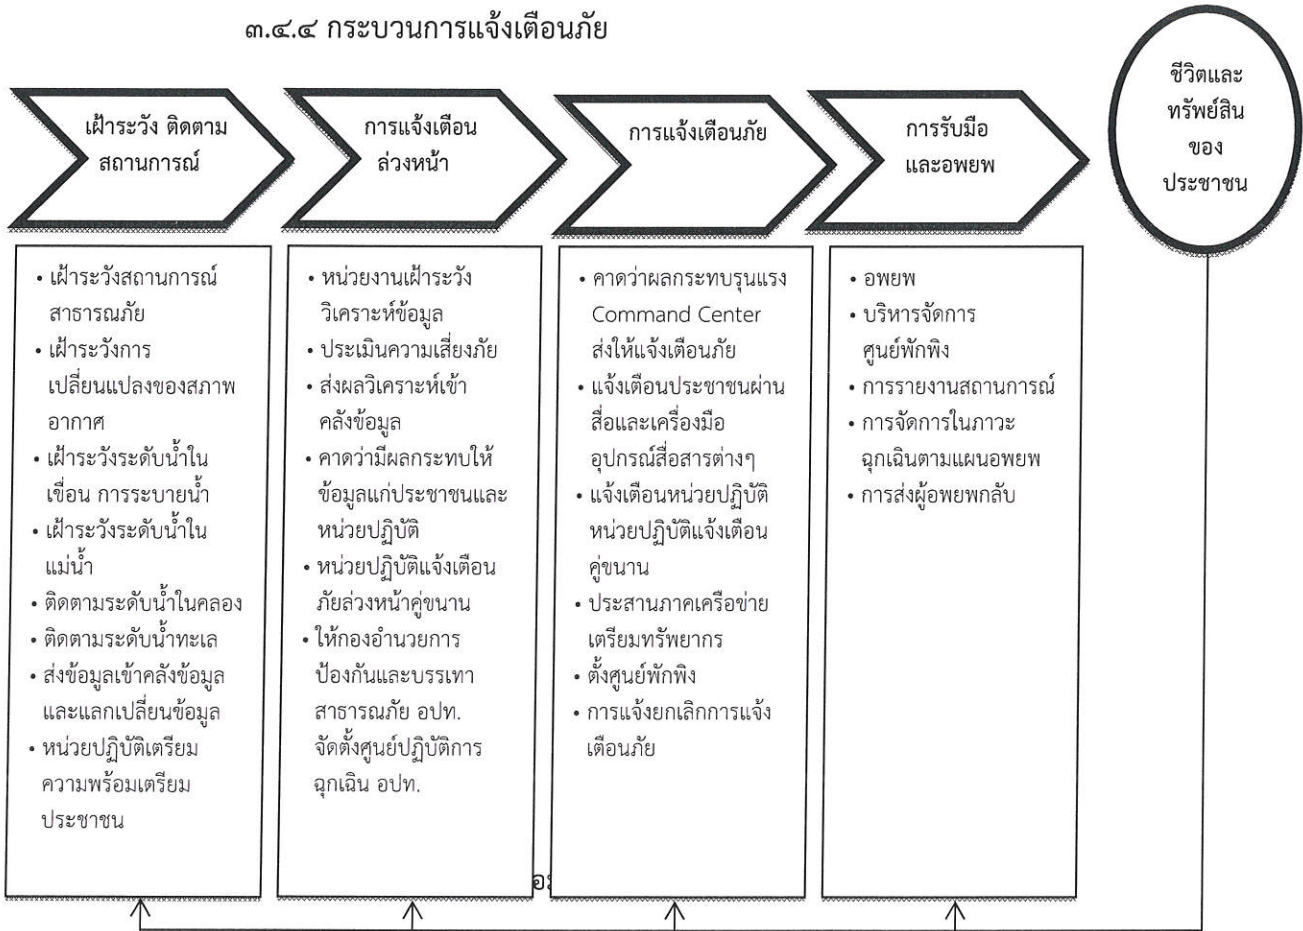 ๓.๔.๔ กระบวนการแจ้งเตือนภัย
เฝ้าระวัง ติดตาม
สถานการณ์
การแจ้งเตือน
ล่วงหน้า
การแจ้งเตือนภัย
การรับมือ
และอพยพ
ชีวิตและ
ทรัพย์สิน
ของ
ประชาชน
• เฝ้าระวังสถานการณ์
สาธารณภัย
• เฝ้าระวังการ
เปลี่ยนแปลงของสภาพ
อากาศ
• เฝ้าระวังระดับน้ำใน
เขื่อน การระบายน้ำ
• เฝ้าระวังระดับน้ำใน
แม่น้ำ
• ติดตามระดับน้ำในคลอง
• ติดตามระดับน้ำทะเล
• ส่งข้อมูลเข้าคลังข้อมูล
และแลกเปลี่ยนข้อมูล
• หน่วยปฏิบัติเตรียม
ความพร้อมเตรียม
ประชาชน
• หน่วยงานเฝ้าระวัง
วิเคราะห์ข้อมูล
• ประเมินความเสี่ยงภัย
• ส่งผลวิเคราะห์เข้า
คลังข้อมูล
• คาดว่ามีผลกระทบให้
ข้อมูลแก่ประชาชนและ
หน่วยปฏิบัติ
• หน่วยปฏิบัติแจ้งเตือน
ภัยล่วงหน้าคู่ขนาน
• ให้กองอำนวยการ
ป้องกันและบรรเทา
สาธารณภัย อปท.
จัดตั้งศูนย์ปฏิบัติการ
ฉุกเฉิน อปท.
• คาดว่าผลกระทบรุนแรง
Command Center
ส่งให้แจ้งเตือนภัย
• แจ้งเตือนประชาชนผ่าน
สื่อและเครื่องมือ
อุปกรณ์สื่อสารต่างๆ
• แจ้งเตือนหน่วยปฏิบัติ
หน่วยปฏิบัติแจ้งเตือน
คู่ขนาน
• ประสานภาคเครือข่าย
เตรียมทรัพยากร
• ตั้งศูนย์พักพิง
• การแจ้งยกเลิกการแจ้ง
เตือนภัย
• อพยพ
• บริหารจัดการ
ศูนย์พักพิง
• การรายงานสถานการณ์
• การจัดการในภาวะ
ฉุกเฉินตามแผนอพยพ
• การส่งผู้อพยพกลับ